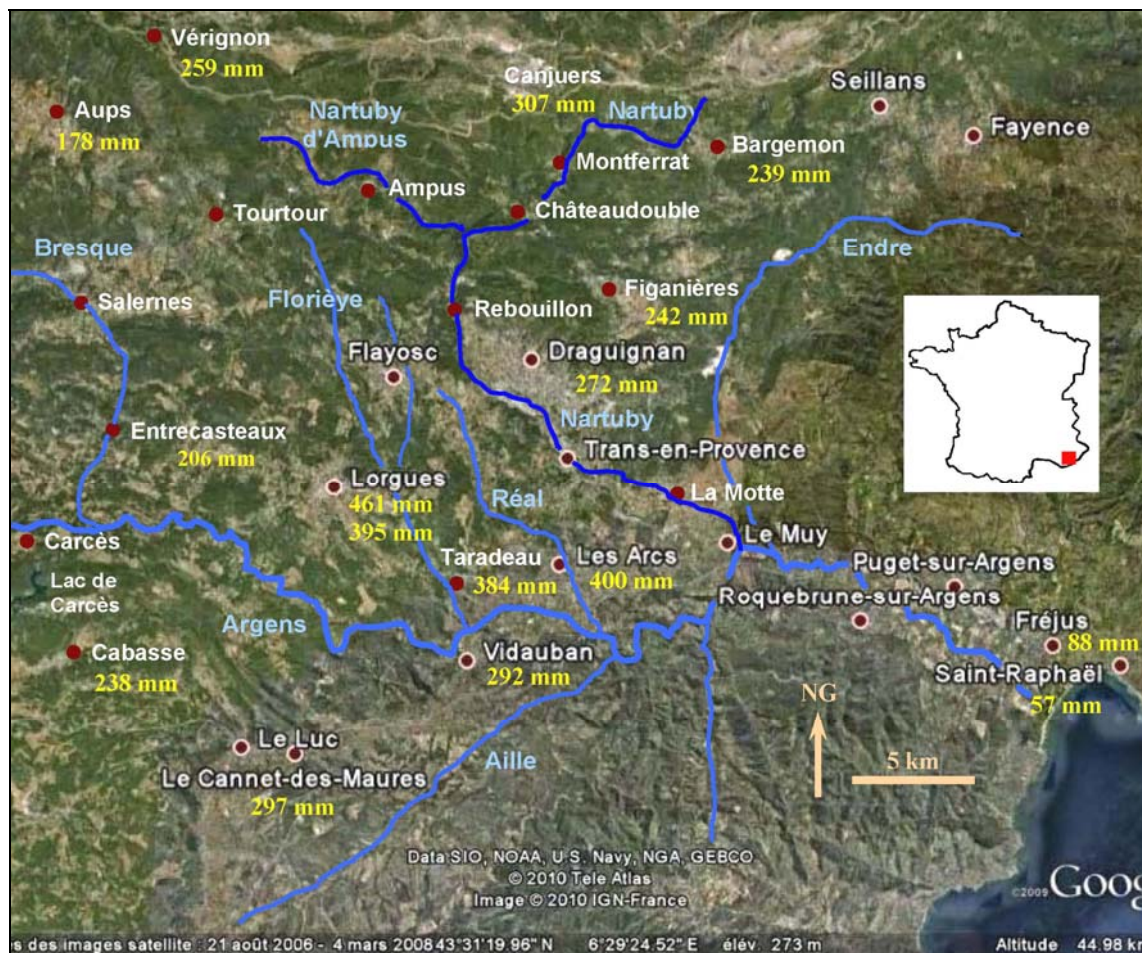 Vérignon
259 mm
Canjuers
307 mm
Seillans
Aups
178 mm
Nartuby
d'Ampus
Nartuby
Fayence
Bargemon
239 mm
Montferrat
Ampus
Châteaudouble
Tourtour
Bresque
Endre
Salernes
Florièye
Figanières
242 mm
Rebouillon
Flayosc
Draguignan
272 mm
Nartuby
Entrecasteaux
206 mm
Trans-en-Provence
Lorgues
461 mm
395 mm
Réal
La Motte
Carcès
Le Muy
Taradeau
384 mm
Les Arcs
400 mm
Puget-sur-Argens
Lac de
Carcès
Roquebrune-sur-Argens
Argens
Fréjus
88 mm
Cabasse
238 mm
Vidauban
292 mm
Saint-Raphaël
57 mm
NG
5 km
Le Luc
Le Cannet-des-Maures
297 mm
Aille
Data SIO, NOAA, U.S. Navy, NGA, GEBCO
© 2010 Tele Atlas
Image © 2010 IGN-France
©2009 Goog
es des images satellite : 21 août 2006 - 4 mars 2008 43°31'19.96" N 6°29'24.52" E élév. 273 m Altitude 44.98 km